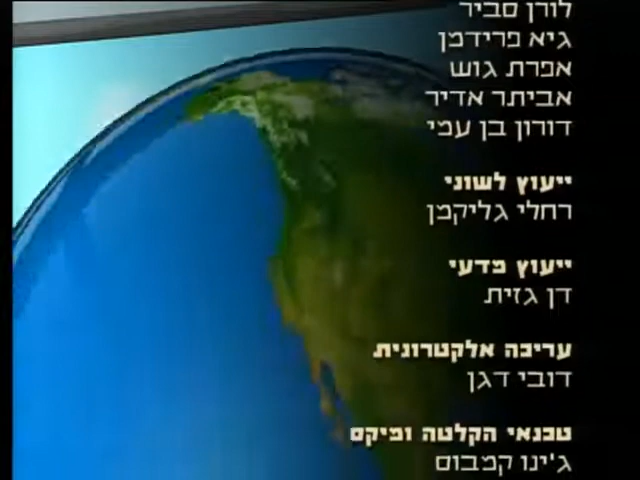 לורן סביר
גיא פרידמן
אפרת גוש
אביתר אדיר
דורון בן עמי
ייעוץ לשוני
רחלי גליקמן
ייעוץ מדעי
דן גזית
עריכה אלקטרונית
דובי דגן
טכנאי הקלטה ומיקס
ג'ינו קמבוס